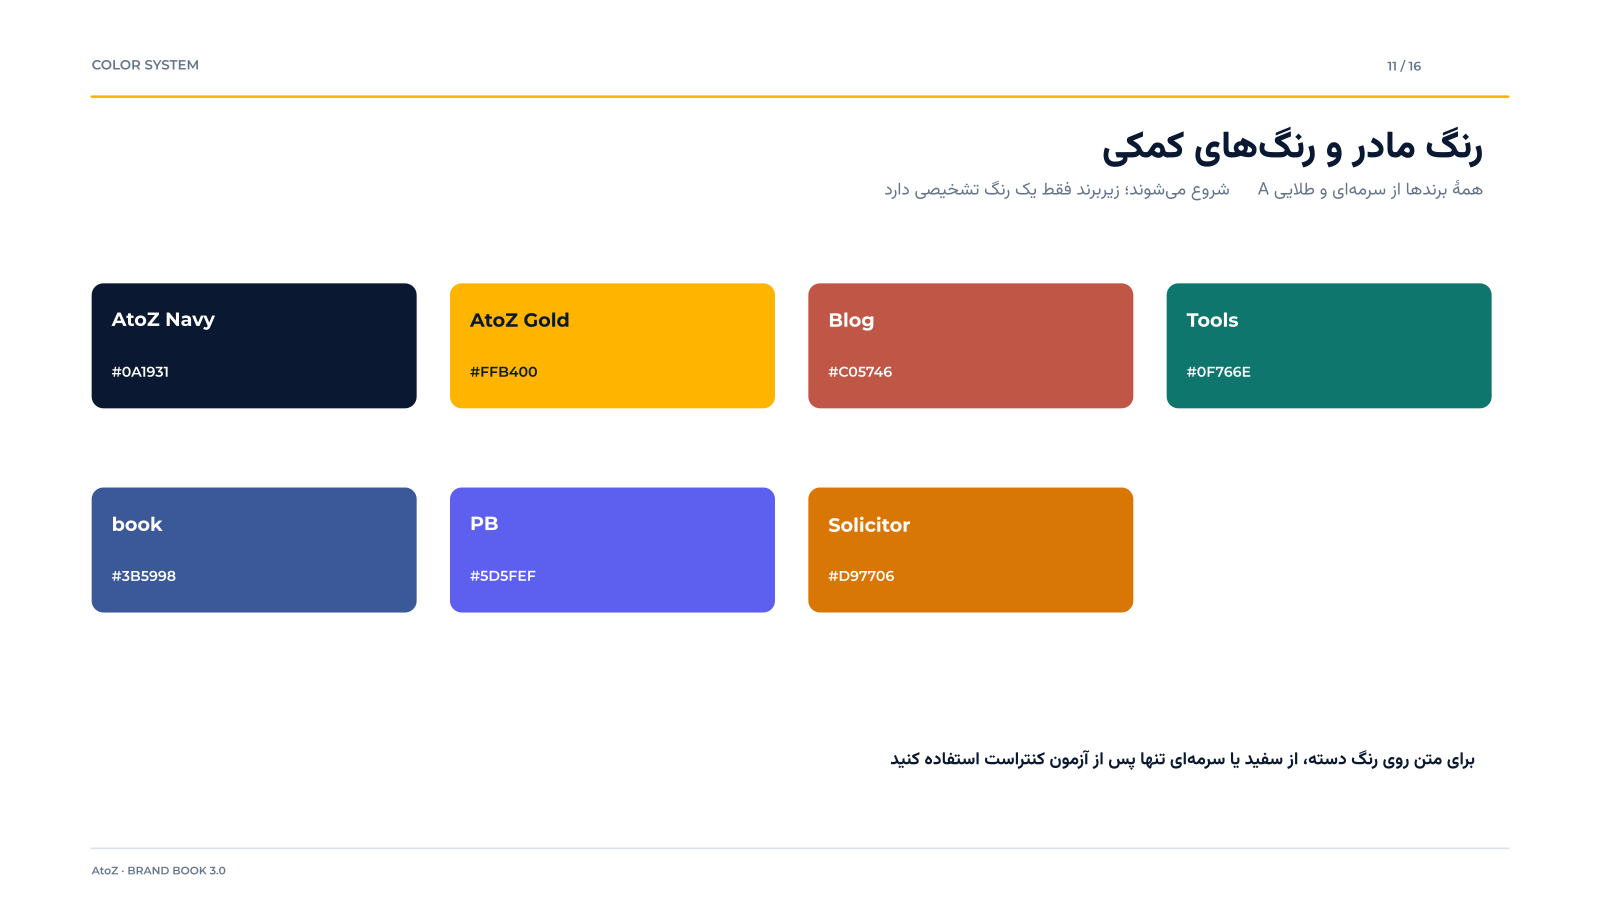 COLOR SYSTEM
11 / 16
رنگ مادر و رنگ‌های کمکی
همهٔ برندها از سرمه‌ای و طلایی A شروع می‌شوند؛ زیربرند فقط یک رنگ تشخیصی دارد
AtoZ Navy
#0A1931
AtoZ Gold
#FFB400
Blog
#C05746
Tools
#0F766E
book
#3B5998
PB
#5D5FEF
Solicitor
#D97706
برای متن روی رنگ دسته، از سفید یا سرمه‌ای تنها پس از آزمون کنتراست استفاده کنید
AtoZ · BRAND BOOK 3.0